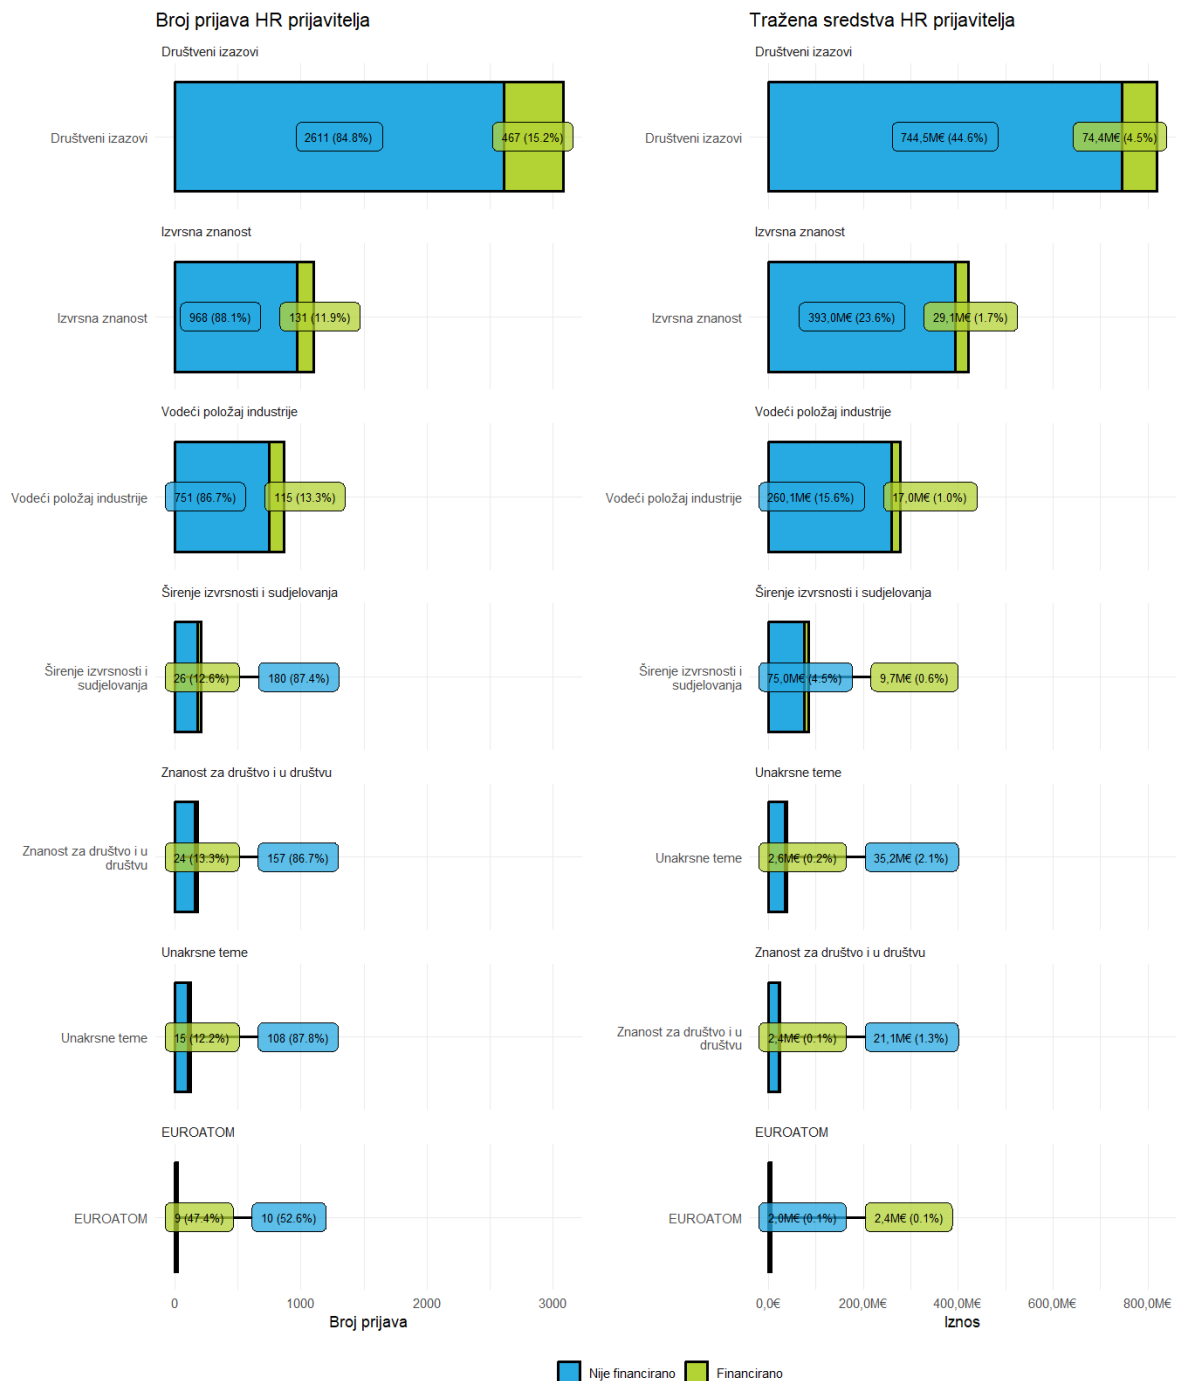 Broj prijava HR prijavitelja
Društveni izazovi
Društveni izazovi
2611 (84.8%)
467 (15.2%)
Izvrsna znanost
Izvrsna znanost
968 (88.1%)
131 (11.9%)
Vodeći položaj industrije
Vodeći položaj industrije
751 (86.7%)
115 (13.3%)
Širenje izvrsnosti i sudjelovanja
Širenje izvrsnosti i
sudjelovanja
26 (12.6%)
180 (87.4%)
Znanost za društvo i u društvu
Znanost za društvo i u
društvu
24 (13.3%)
157 (86.7%)
Unakrsne teme
Unakrsne teme
15 (12.2%)
108 (87.8%)
EUROATOM
EUROATOM
9 (47.4%)
10 (52.6%)
0
1000
2000
3000
Broj prijava
Tražena sredstva HR prijavitelja
Društveni izazovi
Društveni izazovi
744,5M€ (44.6%)
74,4M€ (4.5%)
Izvrsna znanost
Izvrsna znanost
393,0M€ (23.6%)
29,1M€ (1.7%)
Vodeći položaj industrije
Vodeći položaj industrije
260,1M€ (15.6%)
17,0M€ (1.0%)
Širenje izvrsnosti i sudjelovanja
Širenje izvrsnosti i
sudjelovanja
75,0M€ (4.5%)
9,7M€ (0.6%)
Unakrsne teme
Unakrsne teme
2,6M€ (0.2%)
35,2M€ (2.1%)
Znanost za društvo i u društvu
Znanost za društvo i u
društvu
2,4M€ (0.1%)
21,1M€ (1.3%)
EUROATOM
EUROATOM
2,0M€ (0.1%)
2,4M€ (0.1%)
0,0€
200,0M€
400,0M€
600,0M€
800,0M€
Iznos
Nije financirano
Financirano